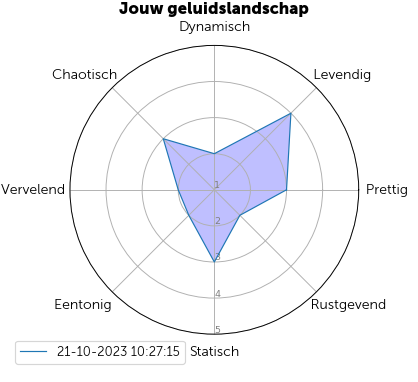 Jouw geluidslandschap
Dynamisch
Chaotisch
Levendig
Vervelend
1
Prettig
2
3
4
Eentonig
Rustgevend
5
21-10-2023 10:27:15
Statisch